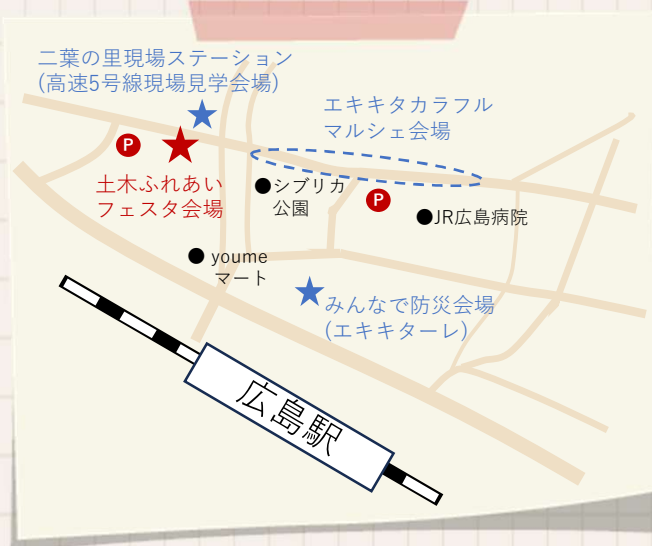 二葉の里現場ステーション
(高速5号線現場見学会場)
エキキタカラフル
マルシェ会場
P
土木ふれあい
フェスタ会場
シブリカ
公園
P
JR広島病院
youme
マート
みんなで防災会場
(エキキターレ)
広島駅